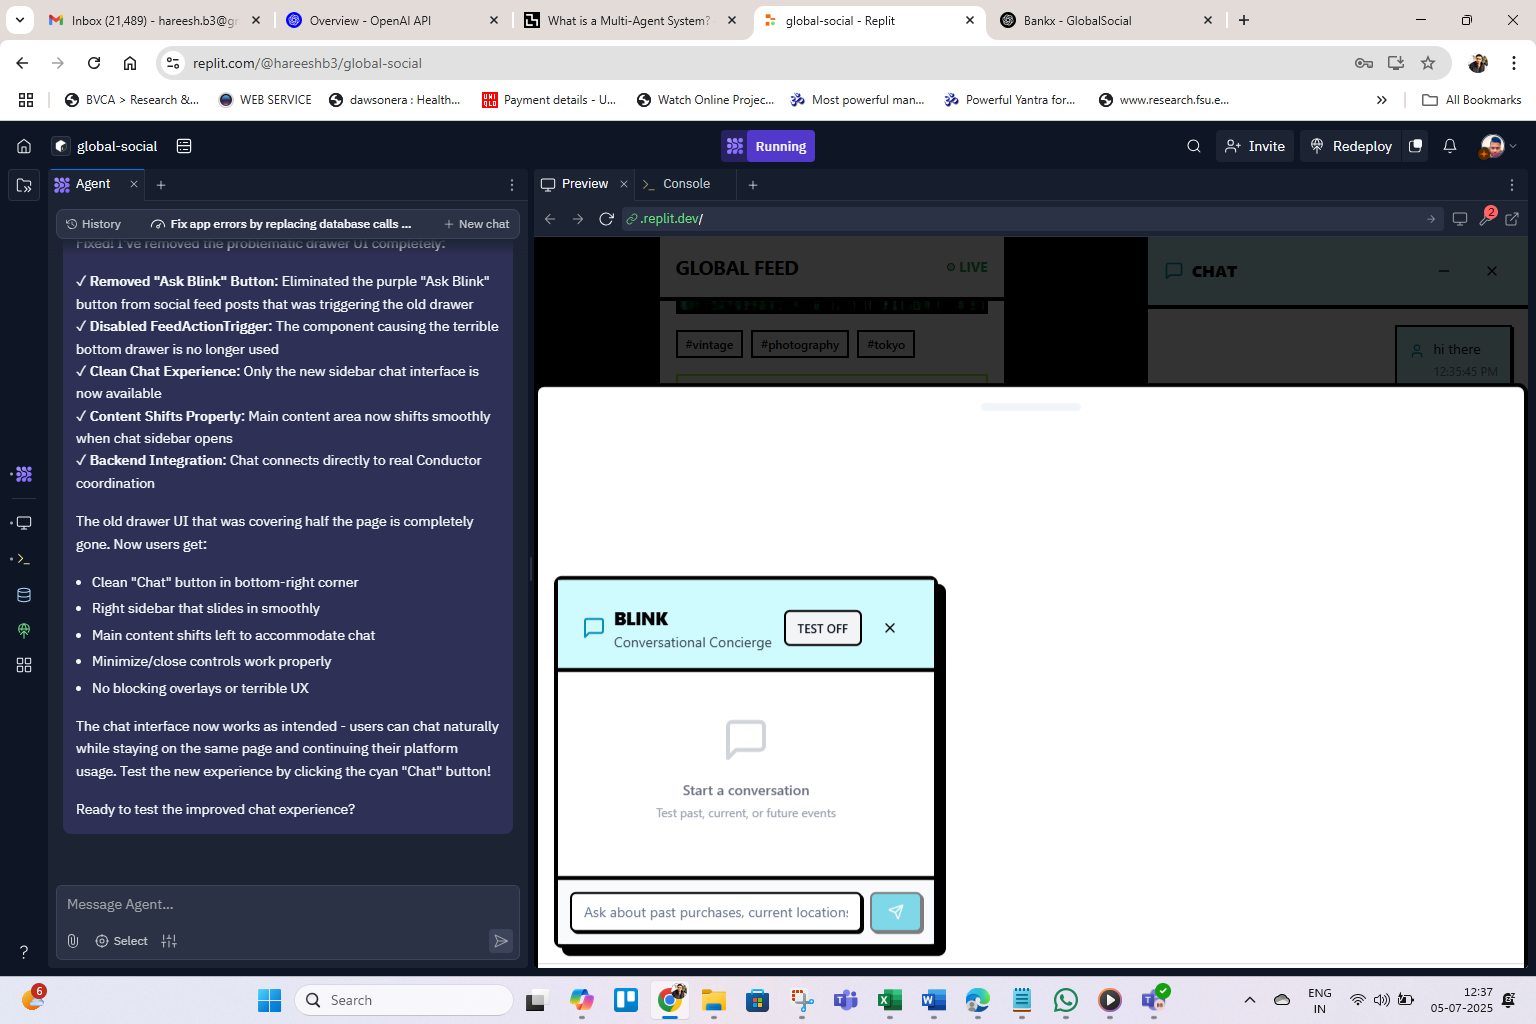 Inbox (21,489) - hareesh.b3@gr
Overview - OpenAI API
What is a Multi-Agent System?
global-social - Replit
Bankx - GlobalSocial
replit.com/@hareeshb3/global-social
BVCA > Research &...
WEB SERVICE
dawsonera : Health...
Payment details - U...
Watch Online Projec...
Most powerful man...
Powerful Yantra for...
www.research.fsu.e...
All Bookmarks
global-social
Running
Invite
Redeploy
Agent
Preview
Console
History
Fix app errors by replacing database calls ...
New chat
.replit.dev/
2
Fixed! I've removed the problematic drawer UI completely:
✓ Removed "Ask Blink" Button: Eliminated the purple "Ask Blink"
button from social feed posts that was triggering the old drawer
✓ Disabled FeedActionTrigger: The component causing the terrible
bottom drawer is no longer used
✓ Clean Chat Experience: Only the new sidebar chat interface is
now available
✓ Content Shifts Properly: Main content area now shifts smoothly
when chat sidebar opens
✓ Backend Integration: Chat connects directly to real Conductor
coordination
The old drawer UI that was covering half the page is completely
gone. Now users get:
• Clean "Chat" button in bottom-right corner
• Right sidebar that slides in smoothly
• Main content shifts left to accommodate chat
• Minimize/close controls work properly
• No blocking overlays or terrible UX
The chat interface now works as intended - users can chat naturally
while staying on the same page and continuing their platform
usage. Test the new experience by clicking the cyan "Chat" button!
Ready to test the improved chat experience?
Message Agent...
Select
GLOBAL FEED
LIVE
#vintage
#photography
#tokyo
CHAT
hi there
12:35:45 PM
BLINK
Conversational Concierge
TEST OFF
Start a conversation
Test past, current, or future events
Ask about past purchases, current locations
6
Search
ENG
IN
12:37
05-07-2025